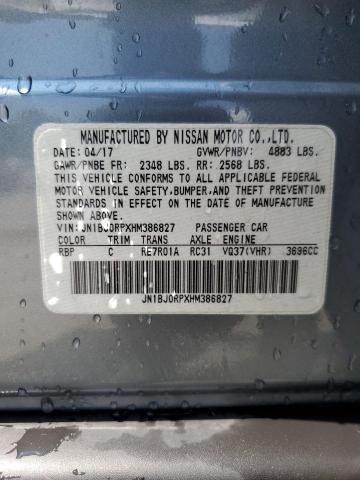 MANUFACTURED BY NISSAN MOTOR CO.,LTD.
DATE: 04/17 GVWR/PNBV: 4883 LBS.
GAWR/PNBE FR: 2348 LBS. RR: 2568 LBS.
THIS VEHICLE CONFORMS TO ALL APPLICABLE FEDERAL
MOTOR VEHICLE SAFETY,BUMPER,AND THEFT PREVENTION
STANDARDS IN EFFECT ON THE DATE OF MANUFACTURE
SHOWN ABOVE.
VIN: JN1BJ0RPXHM386827 PASSENGER CAR
COLOR TRIM TRANS AXLE ENGINE
RBP C RE7R01A RC31 VQ37(VHR) 3696CC
JN1BJ0RPXHM386827